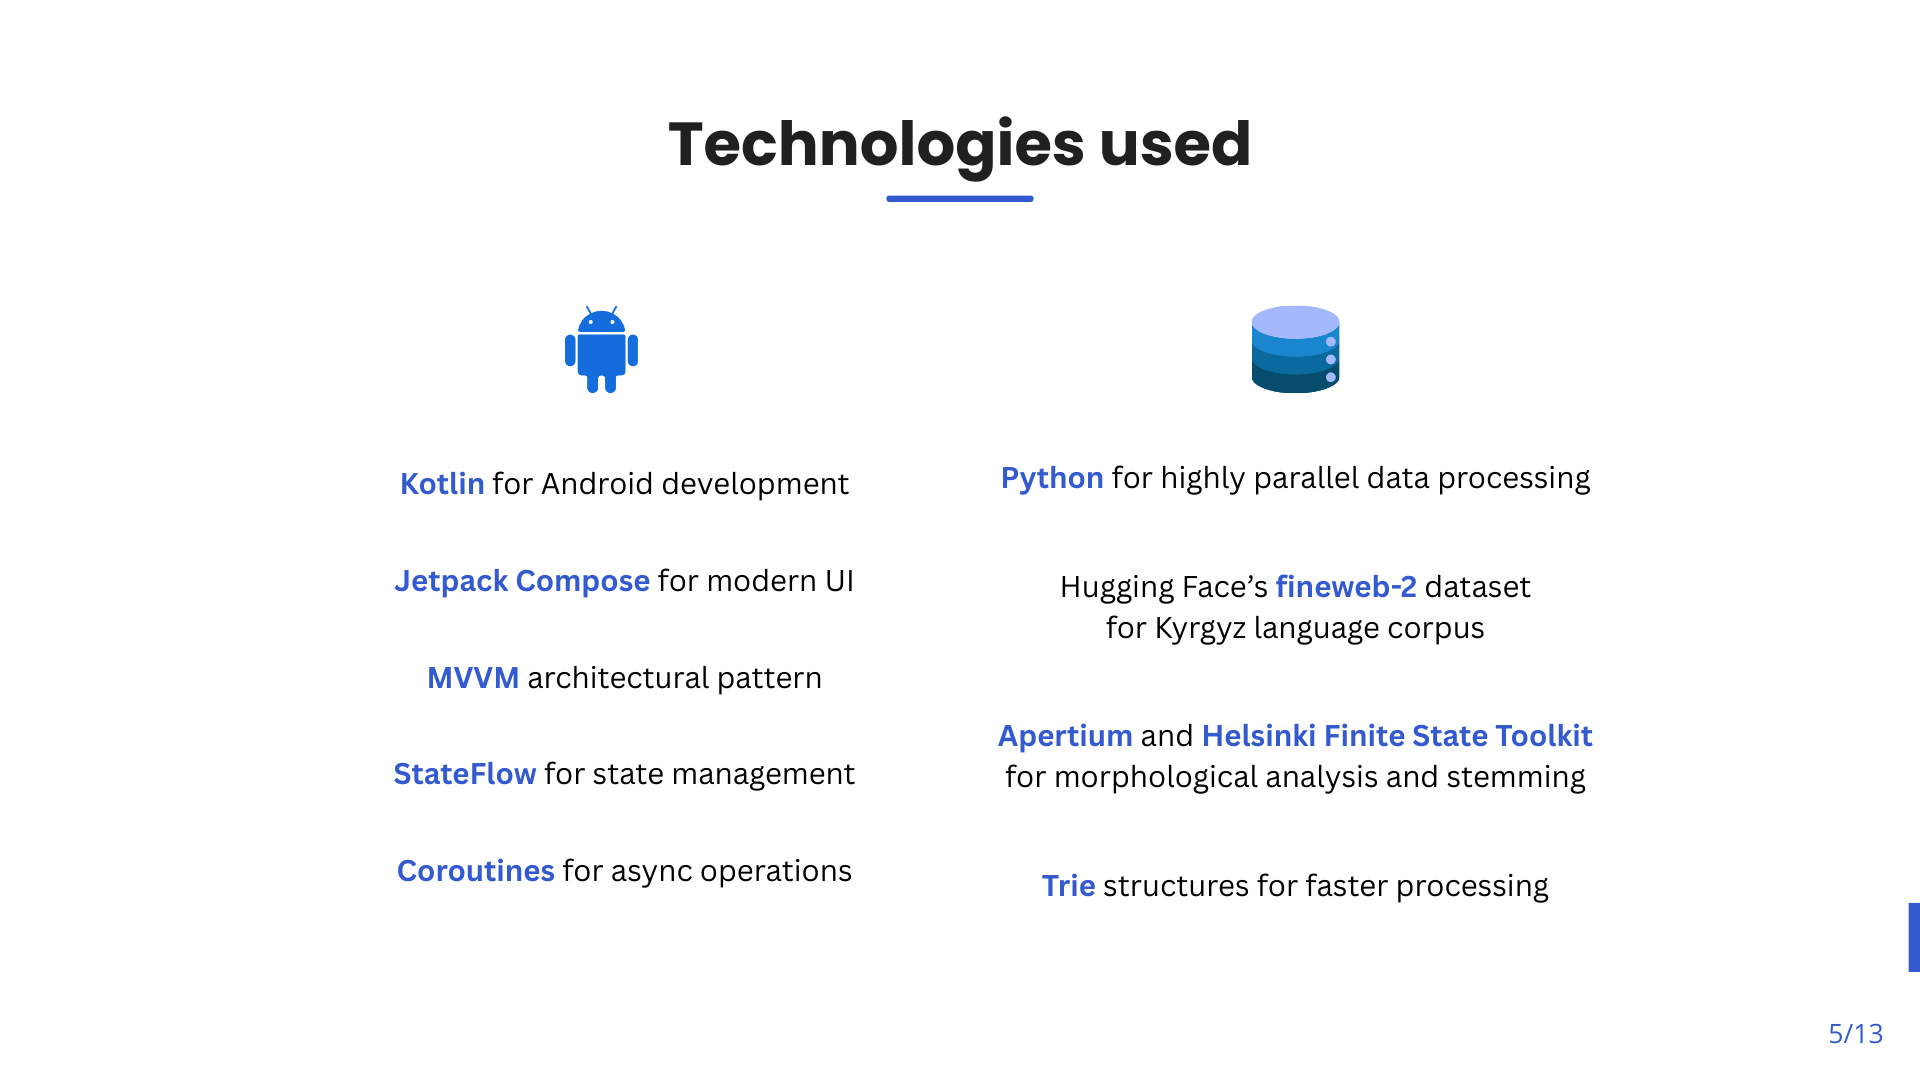 Technologies used
Kotlin for Android development
Jetpack Compose for modern UI
MVVM architectural pattern
StateFlow for state management
Coroutines for async operations
Python for highly parallel data processing
Hugging Face’s fineweb-2 dataset
for Kyrgyz language corpus
Apertium and Helsinki Finite State Toolkit
for morphological analysis and stemming
Trie structures for faster processing
5/13